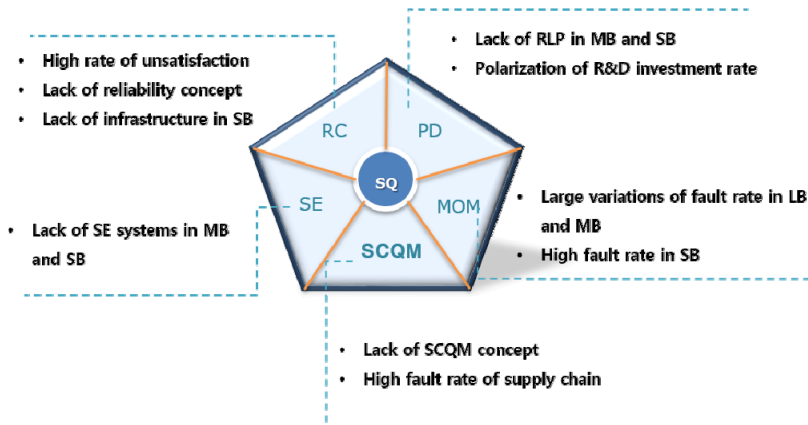 • High rate of unsatisfaction
• Lack of reliability concept
• Lack of infrastructure in SB
• Lack of RLP in MB and SB
• Polarization of R&D investment rate
RC
PD
SQ
SE
MOM
SCQM
• Lack of SE systems in MB
and SB
• Large variations of fault rate in LB
and MB
• High fault rate in SB
• Lack of SCQM concept
• High fault rate of supply chain